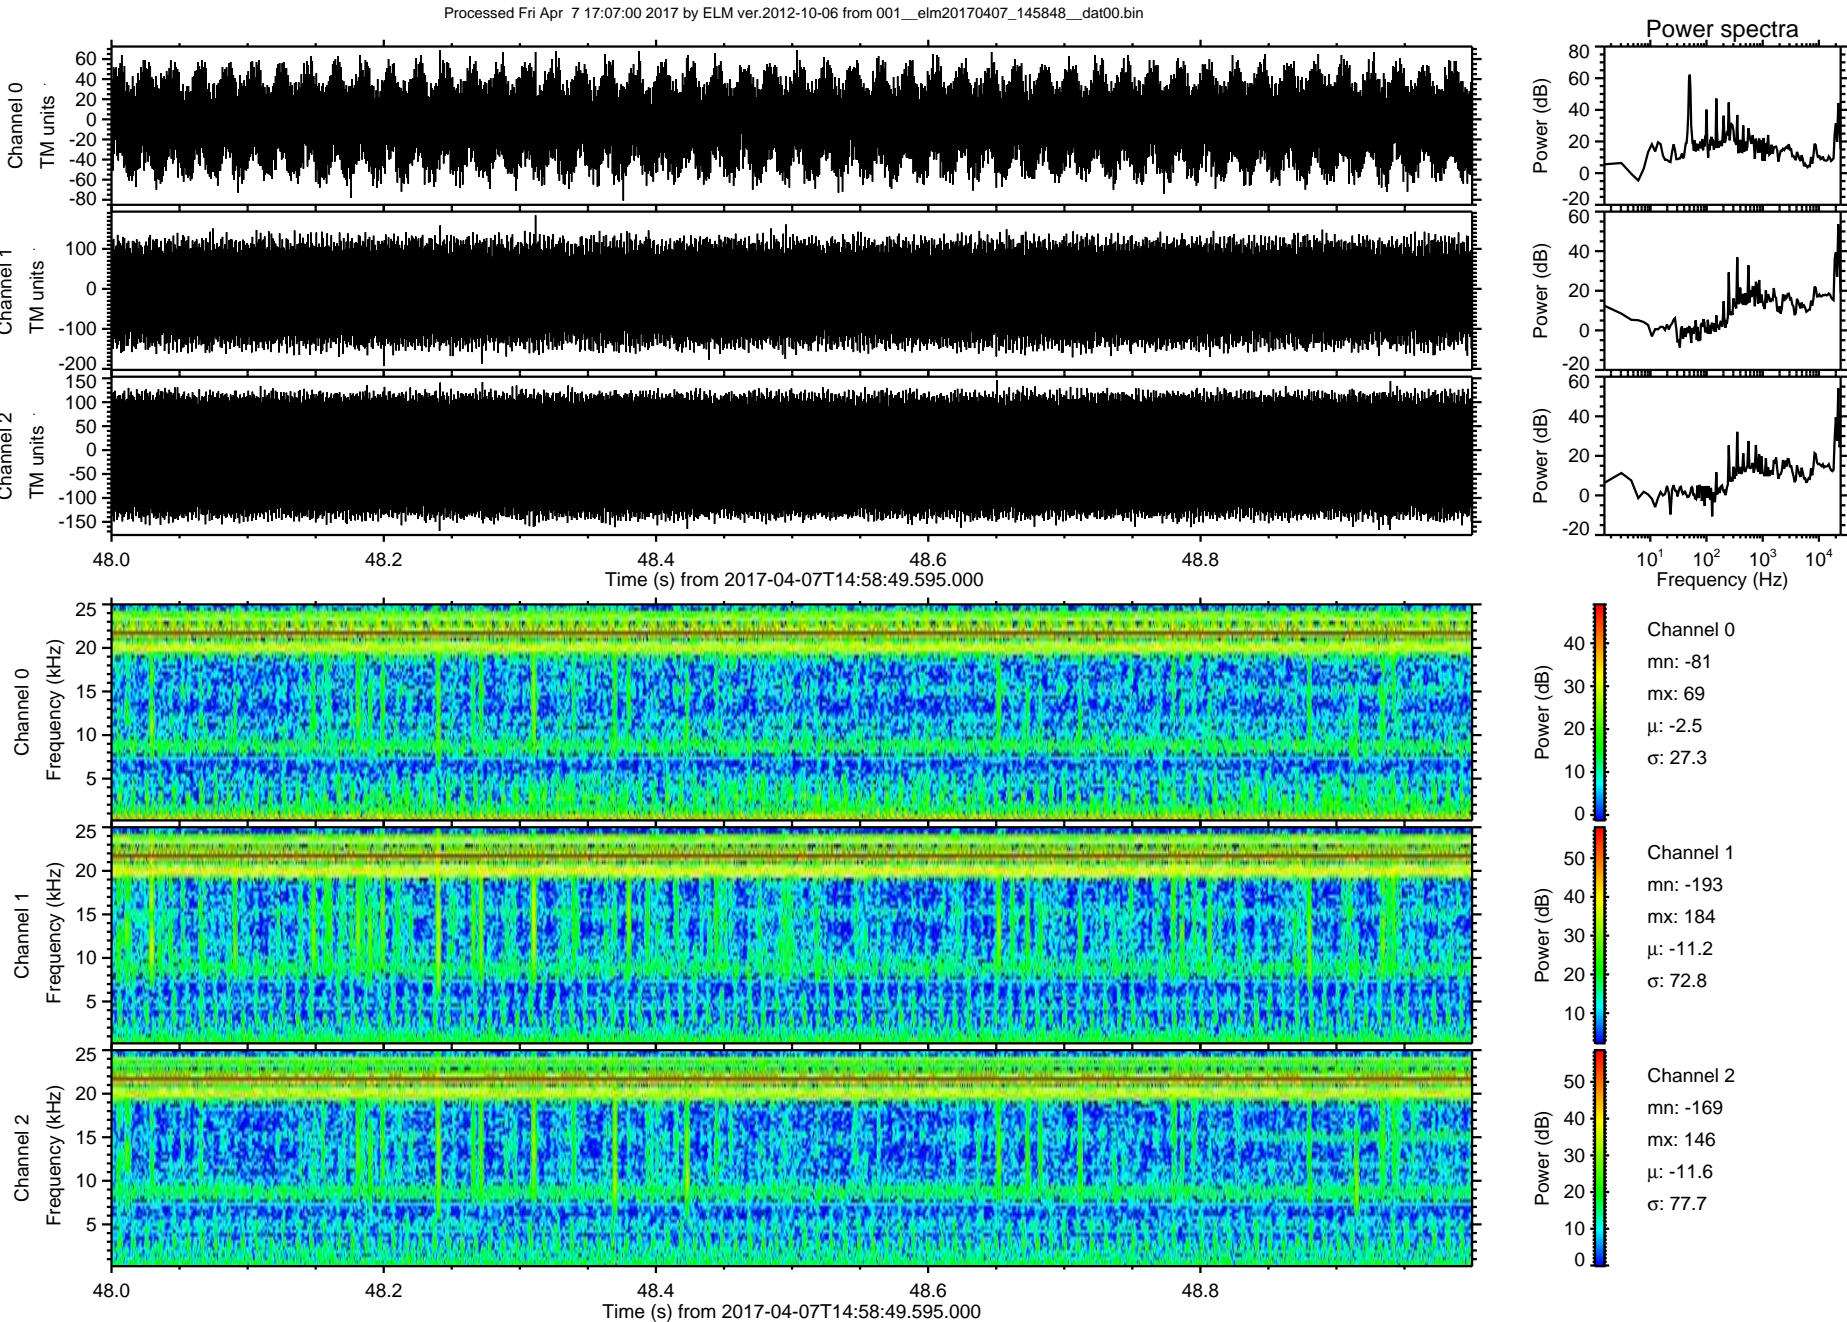 Processed Fri Apr 7 17:07:00 2017 by ELM ver.2012-10-06 from 001__elm20170407_145848__dat00.bin
Power spectra
Channel 0
TM units
60
40
20
0
-20
-40
-60
-80
Power (dB)
80
60
40
20
0
-20
Channel 1
TM units
100
0
-100
-200
Power (dB)
60
40
20
0
-20
Channel 2
TM units
150
100
50
0
-50
-100
-150
Power (dB)
60
40
20
0
-20
48.0 48.2 48.4 48.6 48.8
Time (s) from 2017-04-07T14:58:49.595.000
10¹ 10² 10³ 10⁴
Frequency (Hz)
Channel 0
Frequency (kHz)
25
20
15
10
5
Power (dB)
40
30
20
10
0
Channel 0
mn: -81
mx: 69
μ: -2.5
σ: 27.3
Channel 1
Frequency (kHz)
25
20
15
10
5
Power (dB)
50
40
30
20
10
Channel 1
mn: -193
mx: 184
μ: -11.2
σ: 72.8
Channel 2
Frequency (kHz)
25
20
15
10
5
Power (dB)
50
40
30
20
10
0
Channel 2
mn: -169
mx: 146
μ: -11.6
σ: 77.7
48.0 48.2 48.4 48.6 48.8
Time (s) from 2017-04-07T14:58:49.595.000